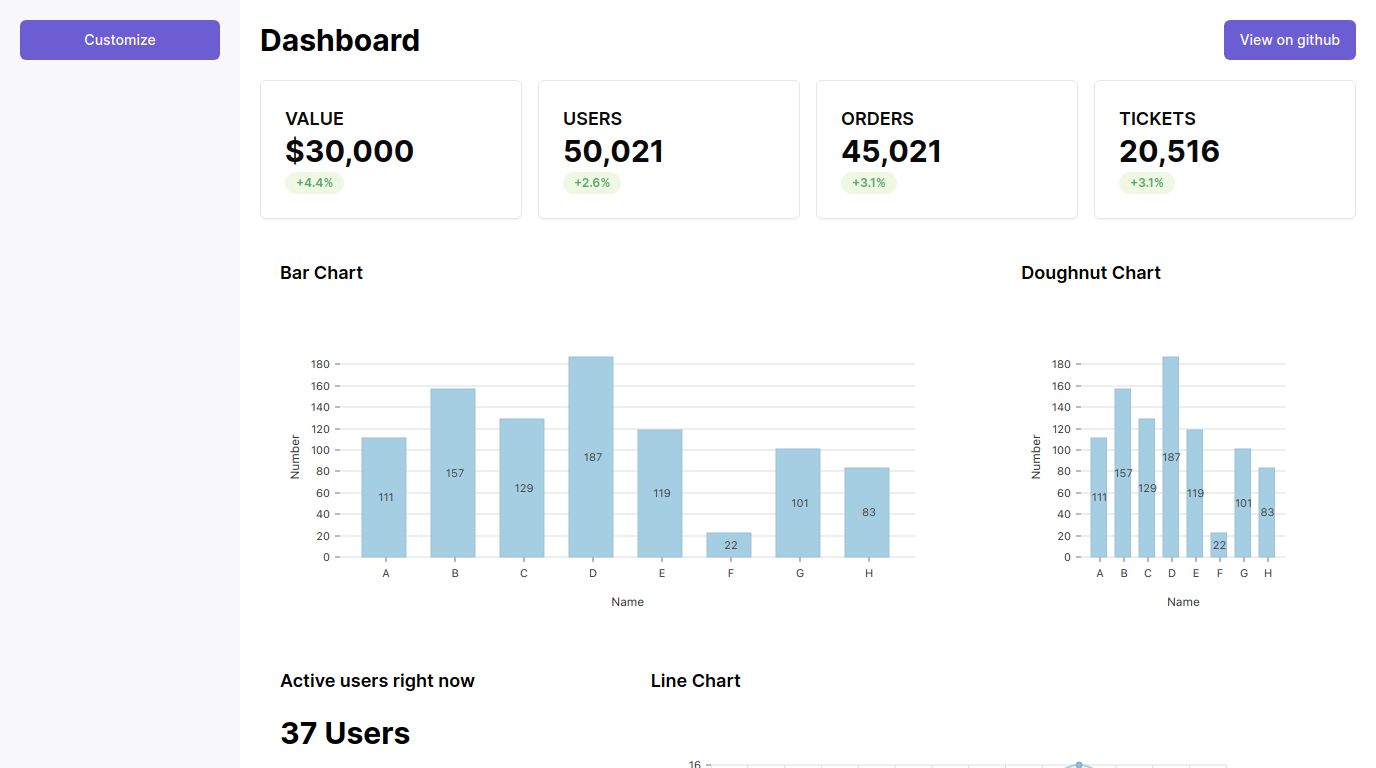 Customize
Dashboard
View on github
VALUE
$30,000
+4.4%
USERS
50,021
+2.6%
ORDERS
45,021
+3.1%
TICKETS
20,516
+3.1%
Bar Chart
Number
180
160
140
120
100
80
60
40
20
0
111
157
129
187
119
22
101
83
A B C D E F G H
Name
Doughnut Chart
Number
180
160
140
120
100
80
60
40
20
0
111
157
129
187
119
22
101
83
A B C D E F G H
Name
Active users right now
37 Users
Line Chart
16